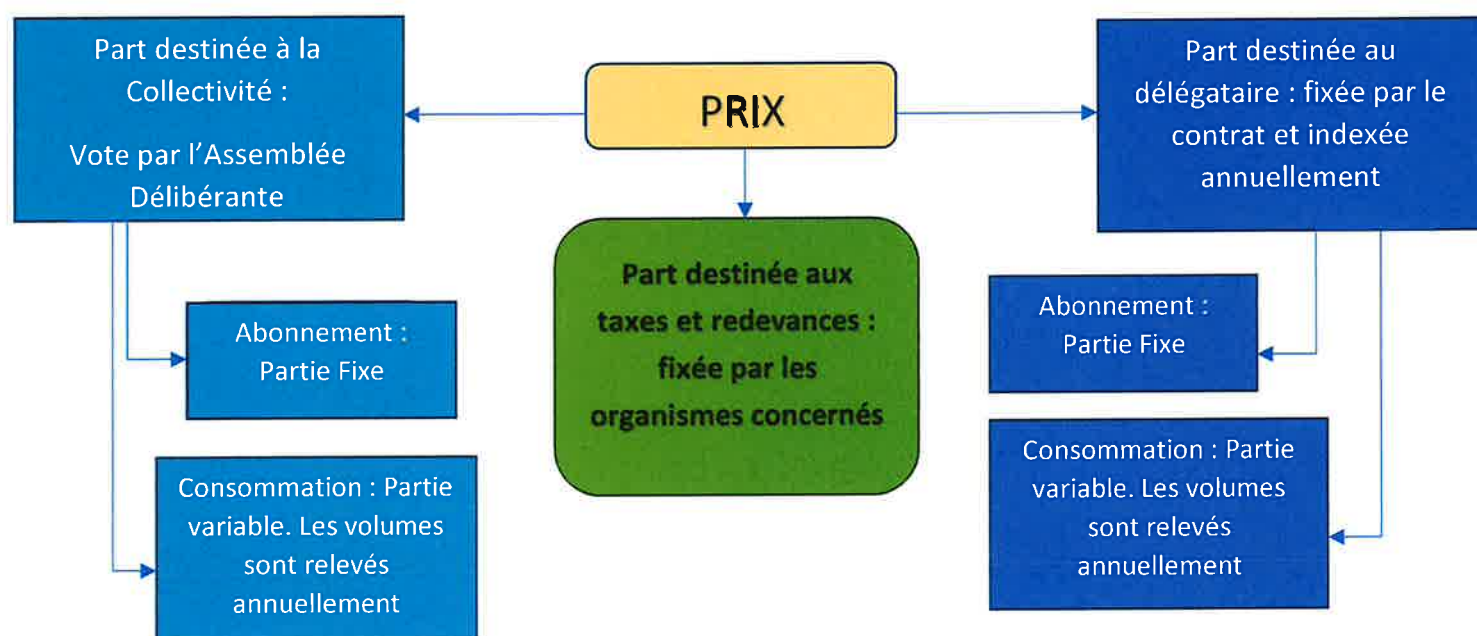 Part destinée à la
Collectivité :
Vote par l'Assemblée
Délibérante
PRIX
Part destinée au
délégataire : fixée par le
contrat et indexée
annuellement
Part destinée aux
taxes et redevances :
fixée par les
organismes concernés
Abonnement :
Partie Fixe
Consommation : Partie
variable. Les volumes
sont relevés
annuellement
Abonnement :
Partie Fixe
Consommation : Partie
variable. Les volumes
sont relevés
annuellement